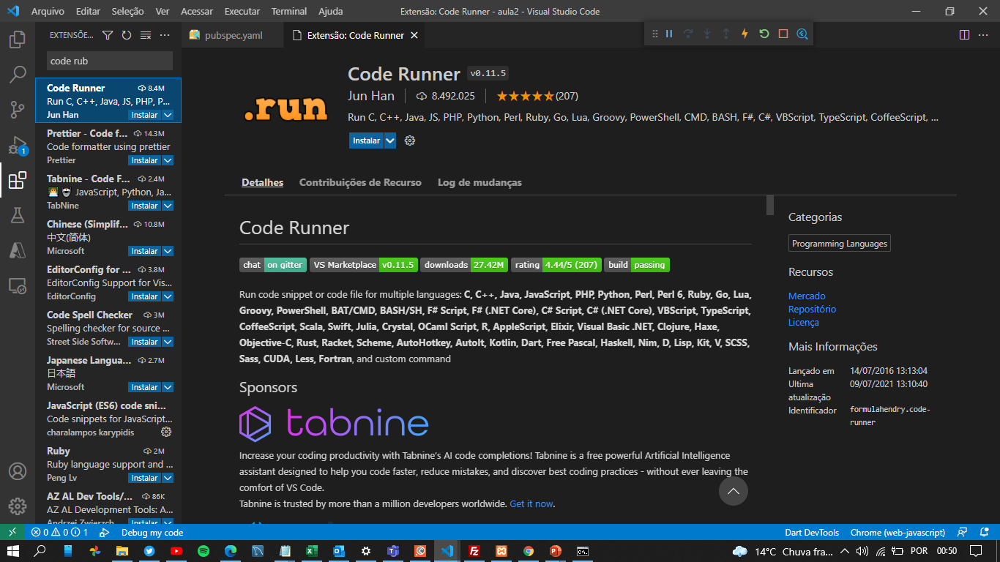 Arquivo Editar Seleção Ver Acessar Executar Terminal Ajuda
Extensão: Code Runner - aula2 - Visual Studio Code
EXTENSÕE...
code rub
Code Runner 8.4M
Run C, C++, Java, JS, PHP, P...
Jun Han Instalar
Prettier - Code f... 14.3M
Code formatter using prettier
Prettier Instalar
Tabnine - Code F... 2.4M
JavaScript, Python, Ja...
TabNine Instalar
Chinese (Simplif... 10.8M
中文(简体)
Microsoft Instalar
EditorConfig for ... 3.8M
EditorConfig Support for Vis...
EditorConfig Instalar
Code Spell Checker 3M
Spelling checker for source ...
Street Side Softw... Instalar
Japanese Langua... 2.7M
日本語
Microsoft Instalar
JavaScript (ES6) code sni...
Code snippets for JavaScript...
charalampos karypidis
Ruby 2M
Ruby language support and ...
Peng Lv Instalar
AZ AL Dev Tools/... 86K
AZ AL Development Tools: A...
Andrzej Zwierzch Instalar
1
pubspec.yaml
Extensão: Code Runner
.run
Code Runner v0.11.5
Jun Han 8.492.025 (207)
Run C, C++, Java, JS, PHP, Python, Perl, Ruby, Go, Lua, Groovy, PowerShell, CMD, BASH, F#, C#, VBScript, TypeScript, CoffeeScript, ...
Instalar
Detalhes Contribuições de Recurso Log de mudanças
Code Runner
chat on gitter VS Marketplace v0.11.5 downloads 27.42M rating 4.44/5 (207) build passing
Run code snippet or code file for multiple languages: C, C++, Java, JavaScript, PHP, Python, Perl, Perl 6, Ruby, Go, Lua,
Groovy, PowerShell, BAT/CMD, BASH/SH, F# Script, F# (.NET Core), C# Script, C# (.NET Core), VBScript, TypeScript,
CoffeeScript, Scala, Swift, Julia, Crystal, OCaml Script, R, AppleScript, Elixir, Visual Basic .NET, Clojure, Haxe,
Objective-C, Rust, Racket, Scheme, AutoHotkey, AutoIt, Kotlin, Dart, Free Pascal, Haskell, Nim, D, Lisp, Kit, V, SCSS,
Sass, CUDA, Less, Fortran, and custom command
Sponsors
tabnine
Increase your coding productivity with Tabnine's AI code completions! Tabnine is a free powerful Artificial Intelligence
assistant designed to help you code faster, reduce mistakes, and discover best coding practices - without ever leaving the
comfort of VS Code.
Tabnine is trusted by more than a million developers worldwide. Get it now.
Categorias
Programming Languages
Recursos
Mercado
Repositório
Licença
Mais Informações
Lançado em 14/07/2016 13:13:04
Ultima atualização 09/07/2021 13:10:40
Identificador formulahendry.code-
runner
0 0 1 Debug my code
Dart DevTools Chrome (web-javascript)
14°C Chuva fra... POR 00:50